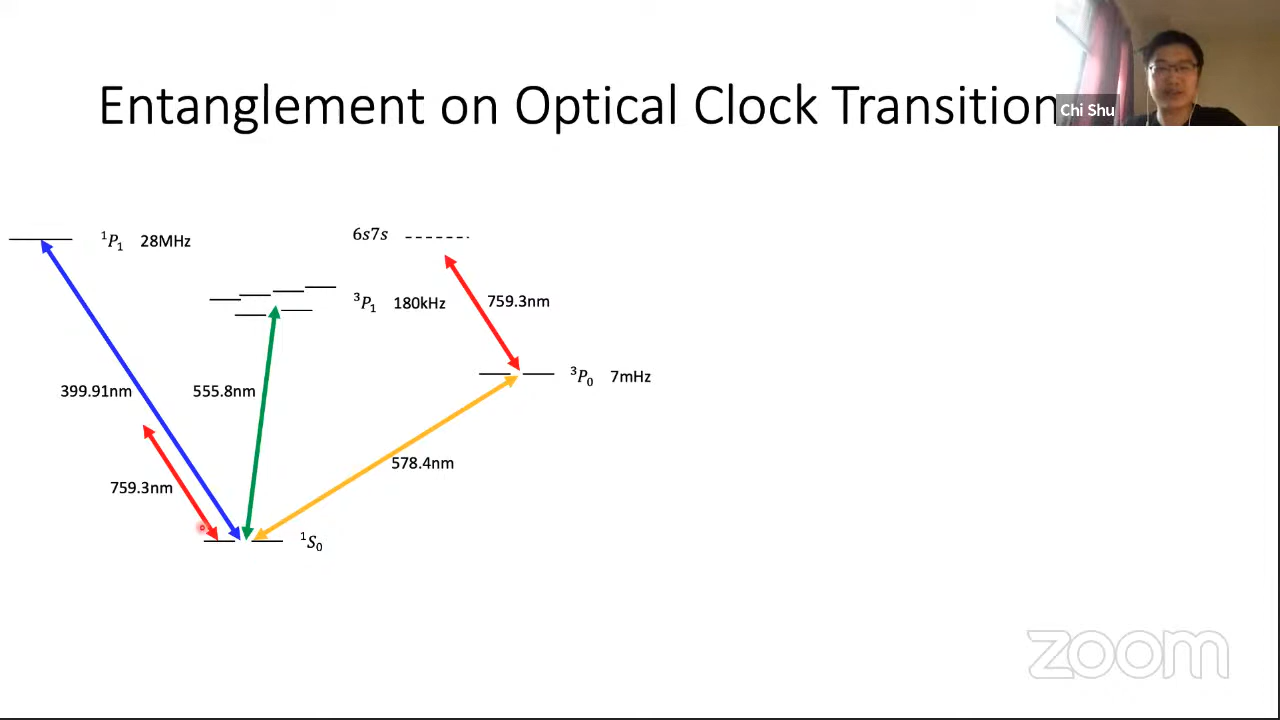 Entanglement on Optical Clock Transition
Chi Shu
¹P₁ 28MHz
6s7s
³P₁ 180kHz
759.3nm
³P₀ 7mHz
399.91nm
555.8nm
578.4nm
759.3nm
¹S₀
zoom